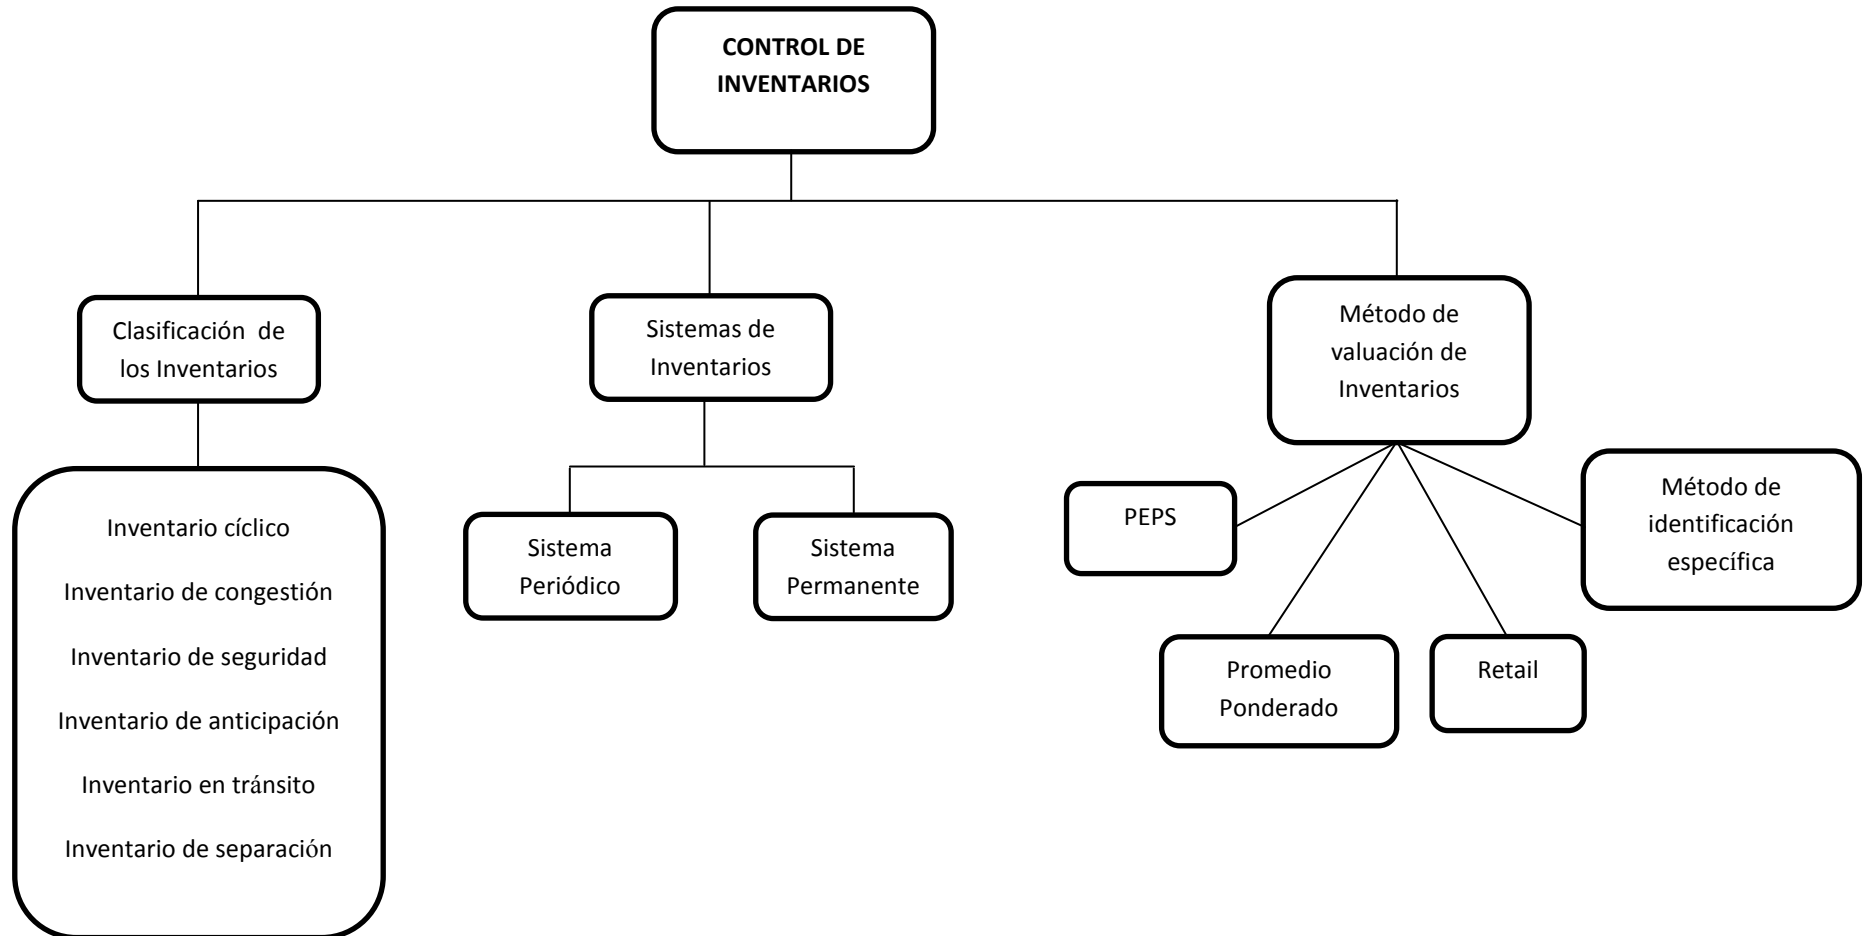 CONTROL DE
INVENTARIOS
Clasificación de
los Inventarios
Inventario cíclico
Inventario de congestión
Inventario de seguridad
Inventario de anticipación
Inventario en tránsito
Inventario de separación
Sistemas de
Inventarios
Sistema
Periódico
Sistema
Permanente
Método de
valuación de
Inventarios
PEPS
Promedio
Ponderado
Retail
Método de
identificación
específica